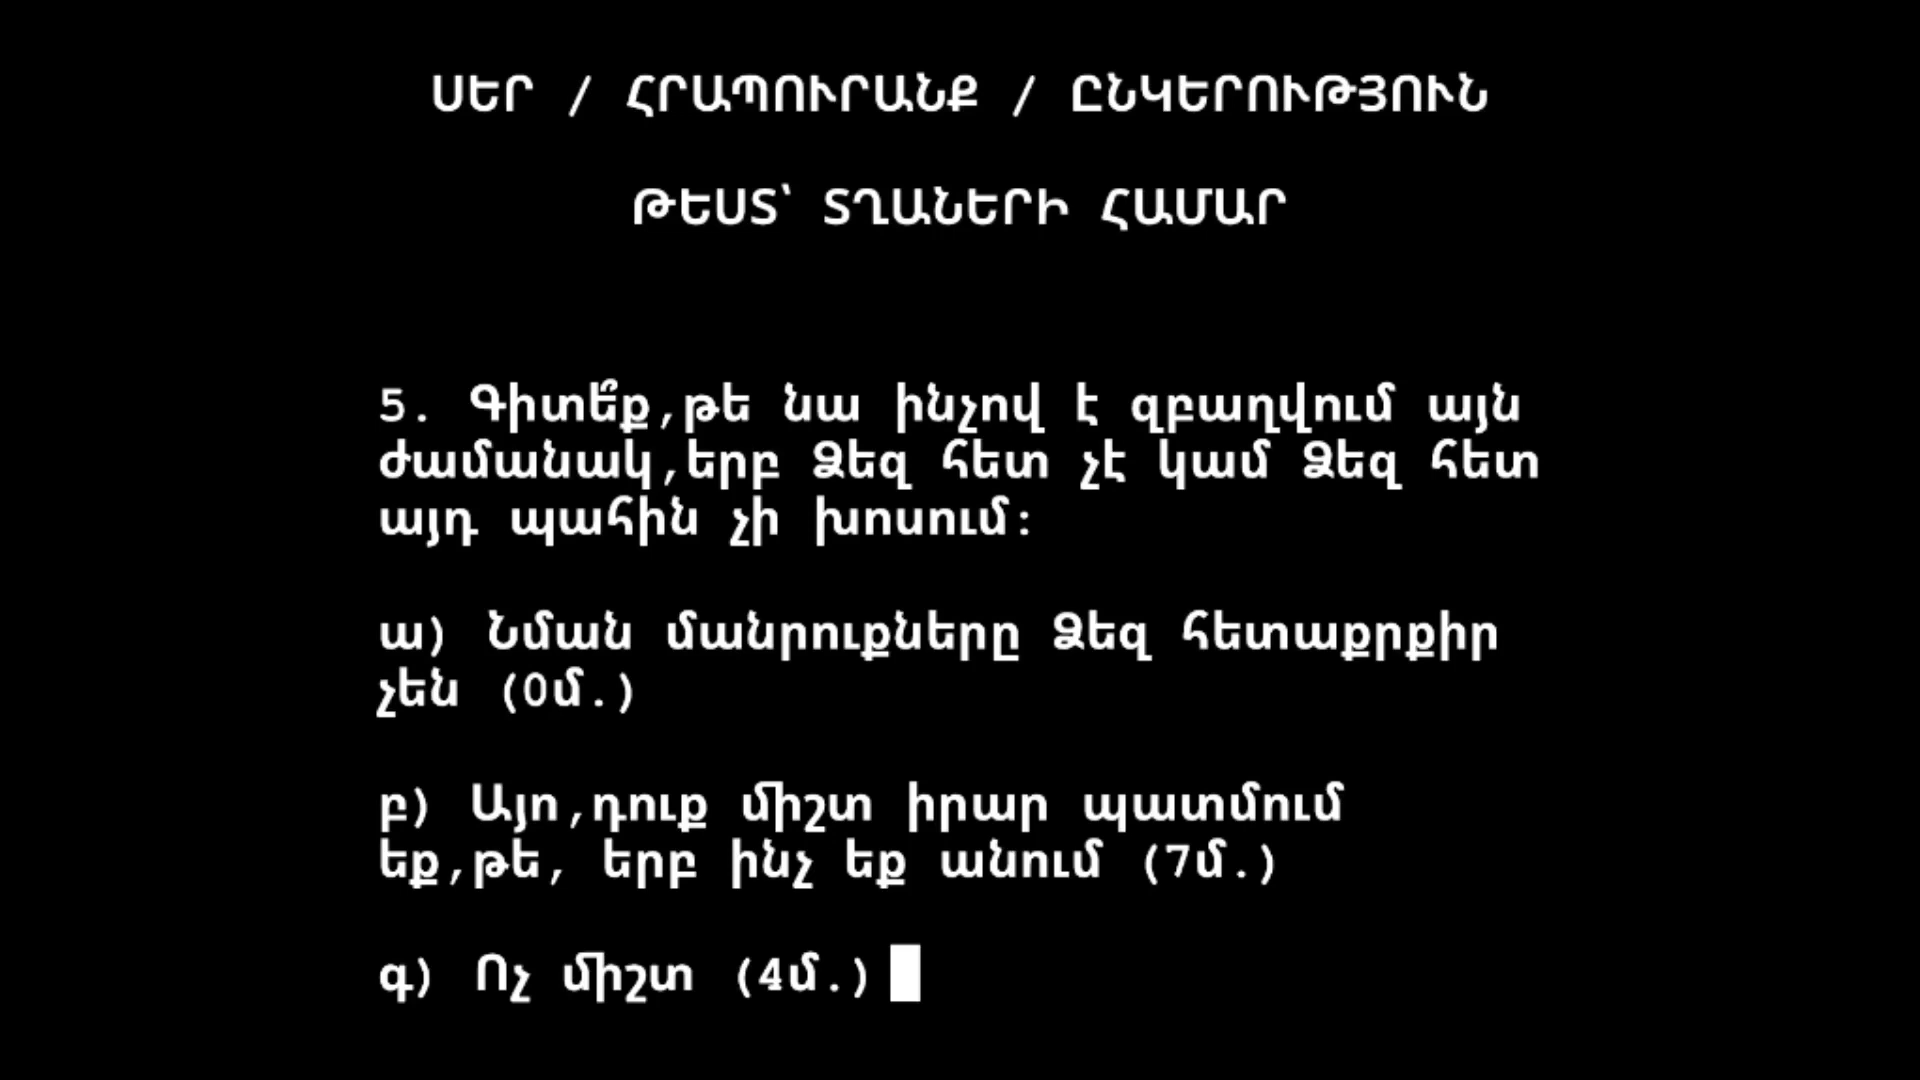 ՍԵՐ / ՀՐԱՊՈՒՐԱՆՔ / ԸՆԿԵՐՈՒԹՅՈՒՆ
ԹԵՍՏ՝ ՏՂԱՆԵՐԻ ՀԱՄԱՐ
5. Գիտե՞ք,թե նա ինչով է զբաղվում այն
ժամանակ,երբ Ձեզ հետ չէ կամ Ձեզ հետ
այդ պահին չի խոսում:
ա) Նման մանրուքները Ձեզ հետաքրքիր
չեն (0մ.)
բ) Այո,դուք միշտ իրար պատմում
եք,թե, երբ ինչ եք անում (7մ.)
գ) Ոչ միշտ (4մ.)